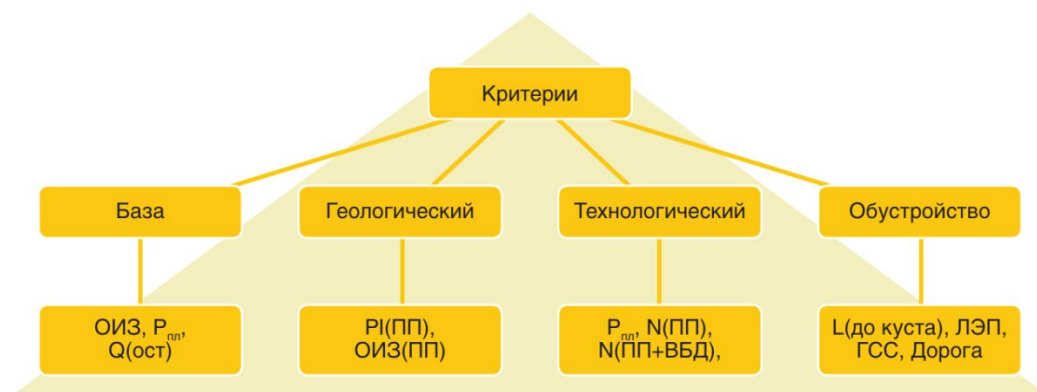 Критерии
База
Геологический
Технологический
Обустройство
ОИЗ, Pпл,
Q(ост)
PI(ПП),
ОИЗ(ПП)
Pпл, N(ПП),
N(ПП+ВБД),
L(до куста), ЛЭП,
ГСС, Дорога